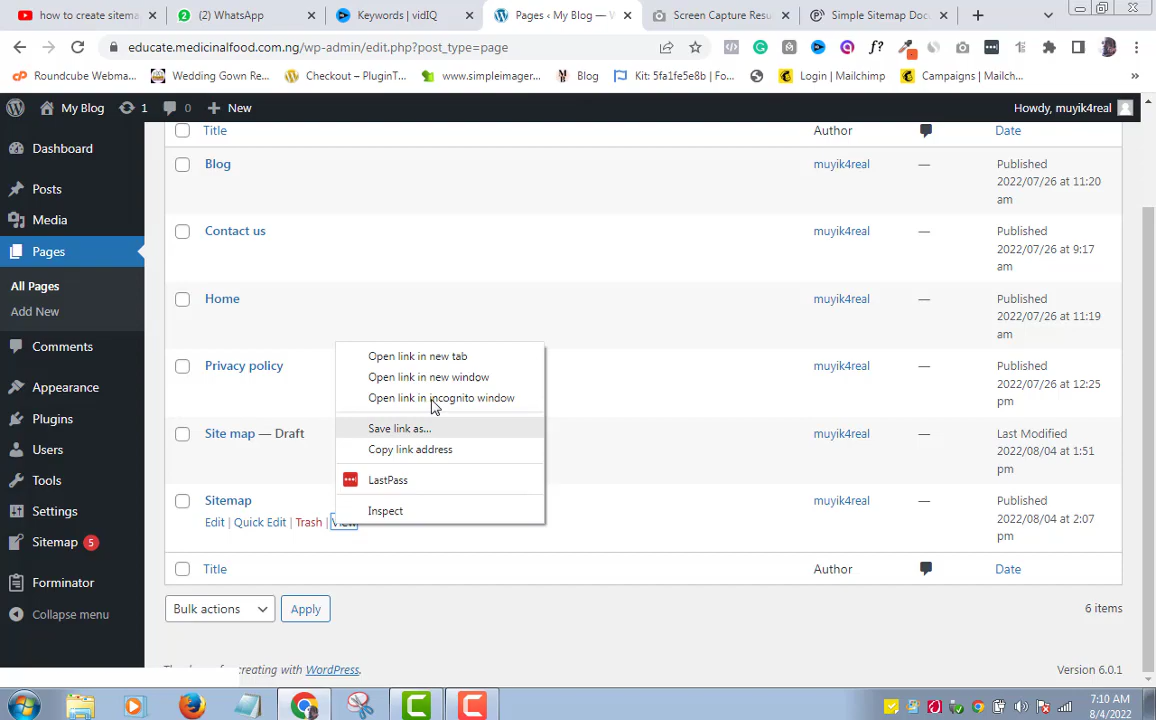 how to create sitema
(2) WhatsApp
Keywords | vidIQ
Pages ‹ My Blog —
Screen Capture Resu
Simple Sitemap Doc
educate.medicinalfood.com.ng/wp-admin/edit.php?post_type=page
Roundcube Webma...
Wedding Gown Re...
Checkout – PluginT...
www.simpleimager...
Blog
Kit: 5fa1fe5e8b | Fo...
Login | Mailchimp
Campaigns | Mailch...
»
My Blog
1
0
New
Howdy, muyik4real
Dashboard
Posts
Media
Pages
All Pages
Add New
Comments
Appearance
Plugins
Users
Tools
Settings
Sitemap 5
Forminator
Collapse menu
Title
Author
Date
Blog
muyik4real
—
Published
2022/07/26 at 11:20
am
Contact us
muyik4real
—
Published
2022/07/26 at 9:17
am
Home
muyik4real
—
Published
2022/07/26 at 11:19
am
Privacy policy
muyik4real
—
Published
2022/07/26 at 12:25
pm
Site map — Draft
muyik4real
—
Last Modified
2022/08/04 at 1:51
pm
Sitemap
Edit | Quick Edit | Trash | View
muyik4real
—
Published
2022/08/04 at 2:07
pm
Open link in new tab
Open link in new window
Open link in incognito window
Save link as...
Copy link address
LastPass
Inspect
Title
Author
Date
Bulk actions
Apply
6 items
creating with WordPress.
Version 6.0.1
7:10 AM
8/4/2022